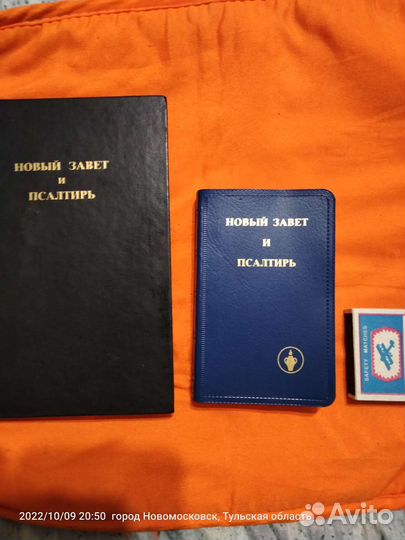 НОВЫЙ ЗАВЕТ
И
ПСАЛТИРЬ
НОВЫЙ ЗАВЕТ
И
ПСАЛТИРЬ
SAFETY MATCHES
2022/10/09 20:50 город Новомосковск, Тульская область
Avito